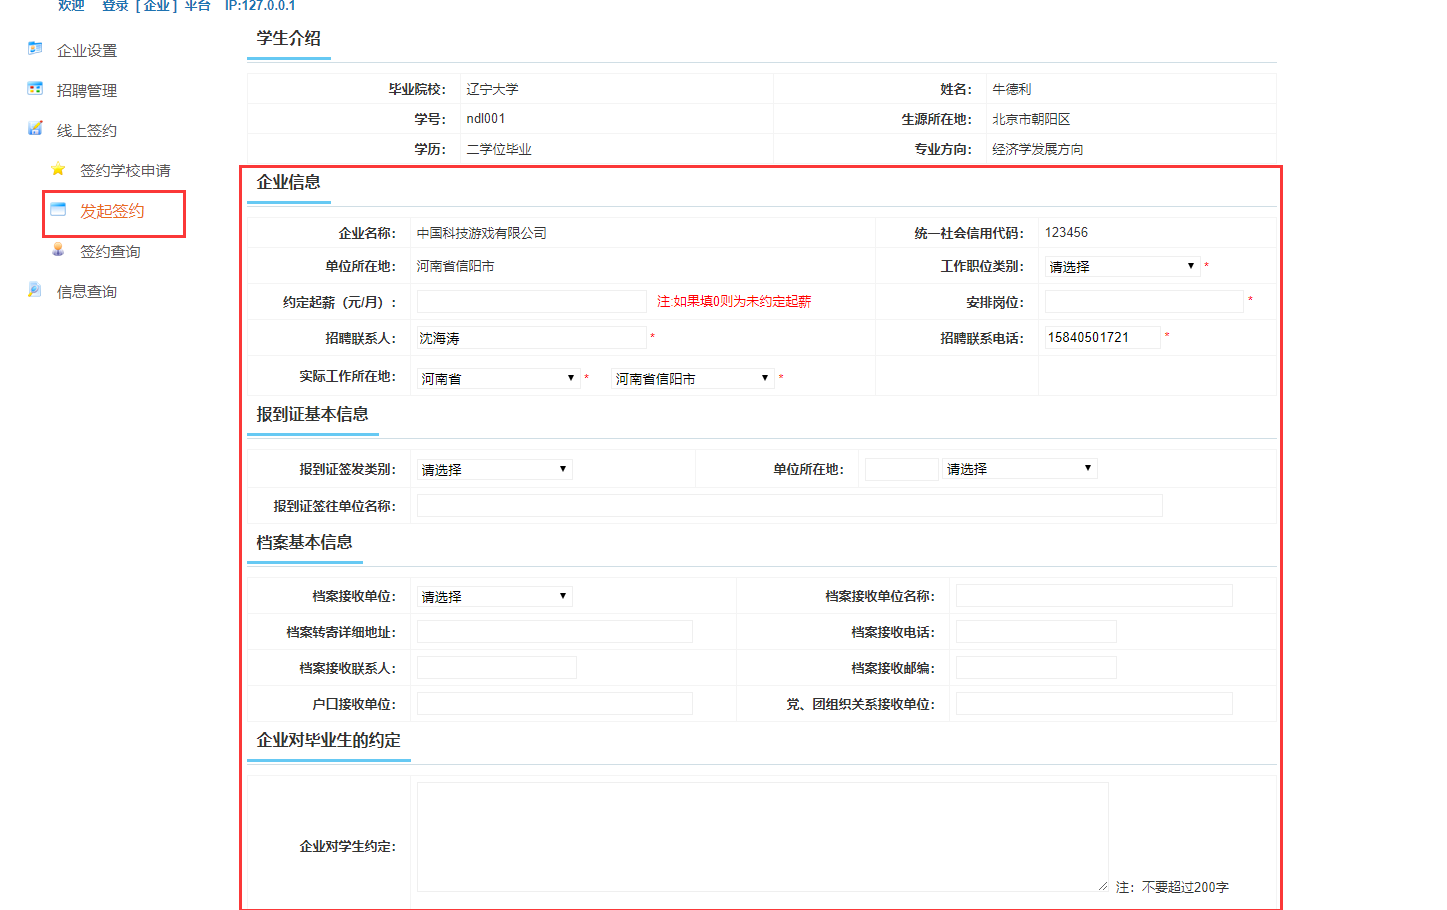 欢迎 登录 [ 企业 ] 平台 IP:127.0.0.1
企业设置
招聘管理
线上签约
签约学校申请
发起签约
签约查询
信息查询
学生介绍
毕业院校： 辽宁大学 姓名： 牛德利
学号： ndl001 生源所在地： 北京市朝阳区
学历： 二学位毕业 专业方向： 经济学发展方向
企业信息
企业名称： 中国科技游戏有限公司 统一社会信用代码： 123456
单位所在地： 河南省信阳市 工作职位类别： 请选择 *
约定起薪（元/月）： 注:如果填0则为未约定起薪 安排岗位： *
招聘联系人： 沈海涛 * 招聘联系电话： 15840501721 *
实际工作所在地： 河南省 * 河南省信阳市 *
报到证基本信息
报到证签发类别： 请选择 单位所在地： 请选择
报到证签往单位名称：
档案基本信息
档案接收单位： 请选择 档案接收单位名称：
档案转寄详细地址： 档案接收电话：
档案接收联系人： 档案接收邮编：
户口接收单位： 党、团组织关系接收单位：
企业对毕业生的约定
企业对学生约定：
注：不要超过200字